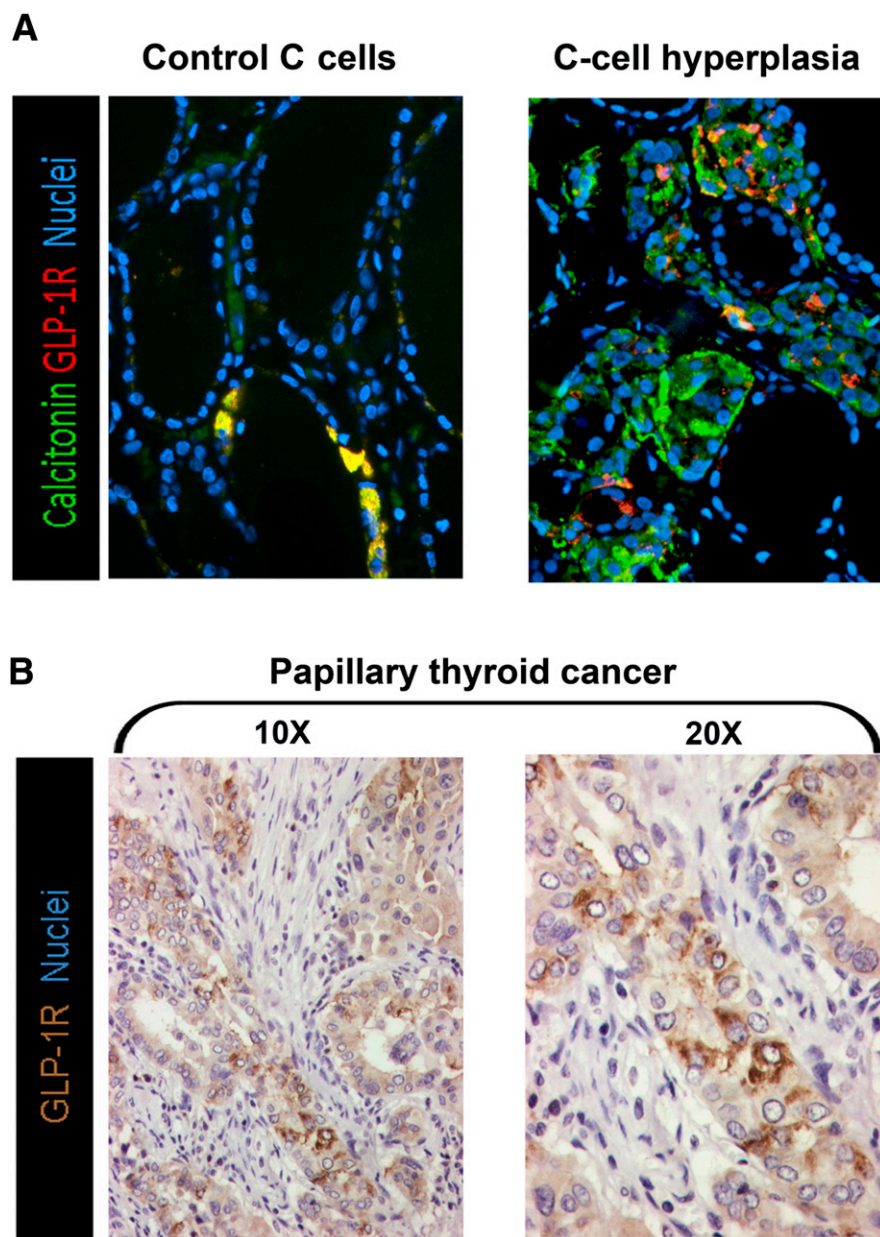 A
Control C cells
C-cell hyperplasia
Calcitonin GLP-1R Nuclei
B
Papillary thyroid cancer
10X
20X
GLP-1R Nuclei